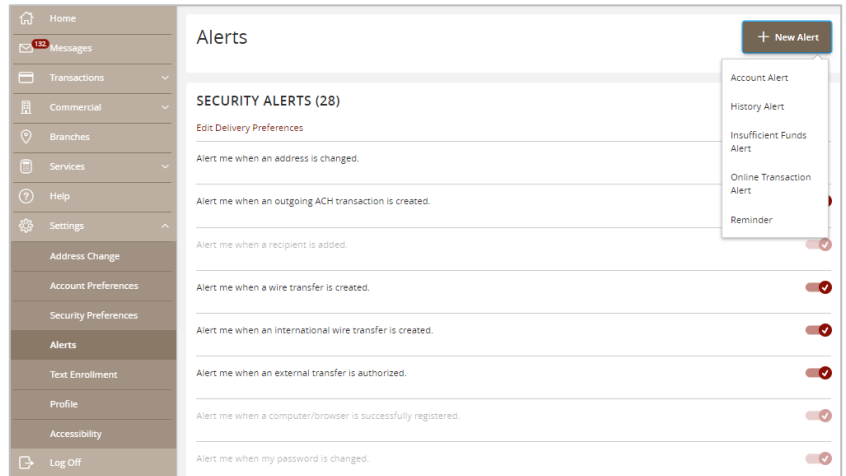 Home
132
Messages
Transactions
Commercial
Branches
Services
Help
Settings
Address Change
Account Preferences
Security Preferences
Alerts
Text Enrollment
Profile
Accessibility
Log Off
Alerts
+ New Alert
Account Alert
History Alert
Insufficient Funds
Alert
Online Transaction
Alert
Reminder
SECURITY ALERTS (28)
Edit Delivery Preferences
Alert me when an address is changed.
Alert me when an outgoing ACH transaction is created.
Alert me when a recipient is added.
Alert me when a wire transfer is created.
Alert me when an international wire transfer is created.
Alert me when an external transfer is authorized.
Alert me when a computer/browser is successfully registered.
Alert me when my password is changed.